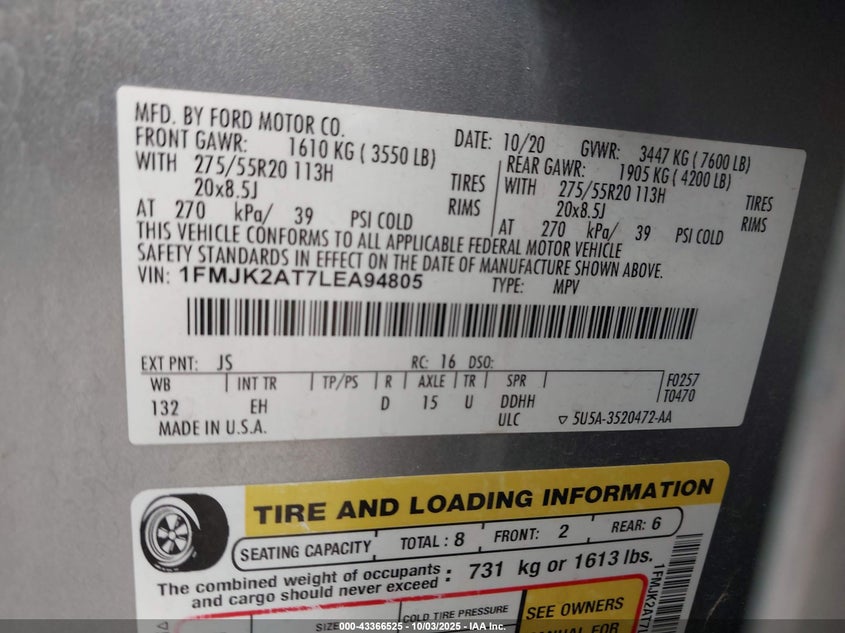 MFD. BY FORD MOTOR CO.
DATE: 10/20 GVWR: 3447 KG ( 7600 LB)
FRONT GAWR: 1610 KG ( 3550 LB)
WITH 275/55R20 113H TIRES
20x8.5J RIMS
AT 270 kPa/ 39 PSI COLD
REAR GAWR: 1905 KG ( 4200 LB)
WITH 275/55R20 113H TIRES
20x8.5J RIMS
AT 270 kPa/ 39 PSI COLD
THIS VEHICLE CONFORMS TO ALL APPLICABLE FEDERAL MOTOR VEHICLE
SAFETY STANDARDS IN EFFECT ON THE DATE OF MANUFACTURE SHOWN ABOVE.
VIN: 1FMJK2AT7LEA94805 TYPE: MPV
EXT PNT: JS RC: 16 DSO:
WB INT TR TP/PS R AXLE TR SPR F0257
132 EH D 15 U DDHH T0470
MADE IN U.S.A. ULC ▽ 5U5A-3520472-AA
TIRE AND LOADING INFORMATION
SEATING CAPACITY TOTAL : 8 FRONT: 2 REAR: 6
The combined weight of occupants
and cargo should never exceed : 731 kg or 1613 lbs.
SIZE COLD TIRE PRESSURE
SEE OWNERS
MANUAL FOR
1FMJK2AT7L
000-43366525 - 10/03/2025 - IAA Inc.